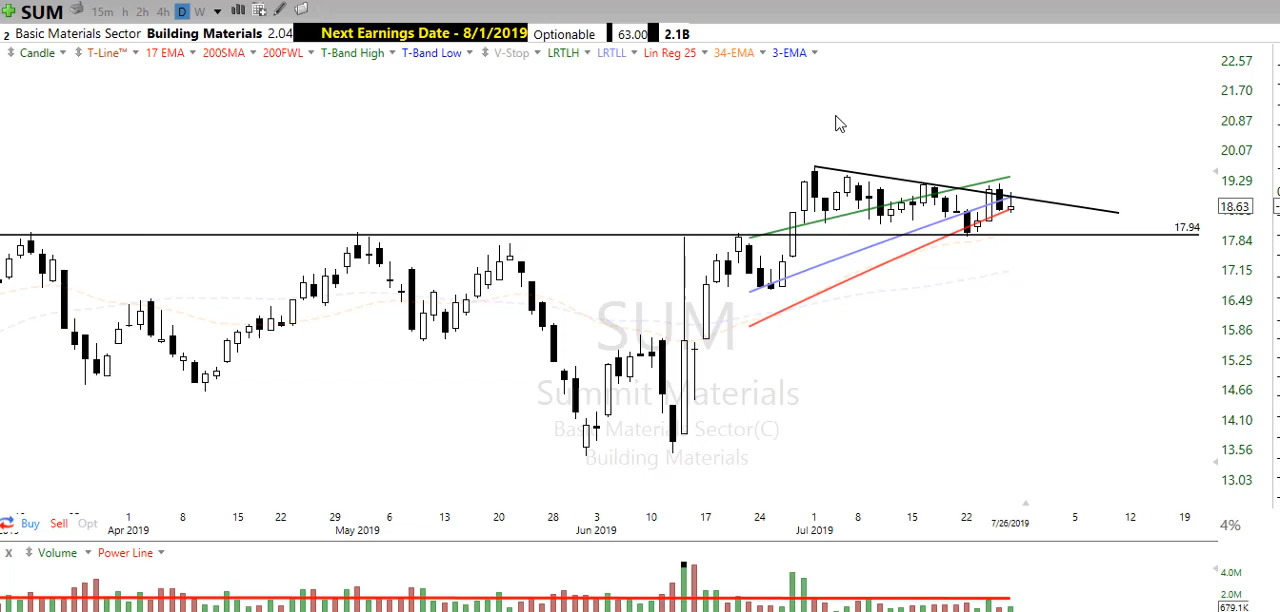 SUM 15m h 2h 4h D W
2 Basic Materials Sector Building Materials 2.04 Next Earnings Date - 8/1/2019 Optionable 63.00 2.1B
Candle T-Line™ 17 EMA 200SMA 200FWL T-Band High T-Band Low V-Stop LRTLH LRTLL Lin Reg 25 34-EMA 3-EMA
22.57
21.70
20.87
20.07
19.29
18.63
17.94
17.84
17.15
16.49
15.86
15.25
14.66
14.10
13.56
13.03
SUM
Summit Materials
Basic Material Sector(C)
Building Materials
1 8 15 22 29 6 13 20 28 3 10 17 24 1 8 15 22 7/26/2019 5 12 19
Buy Sell Opt Apr 2019 May 2019 Jun 2019 Jul 2019 4%
X Volume Power Line
4.0M
2.0M
679.1K